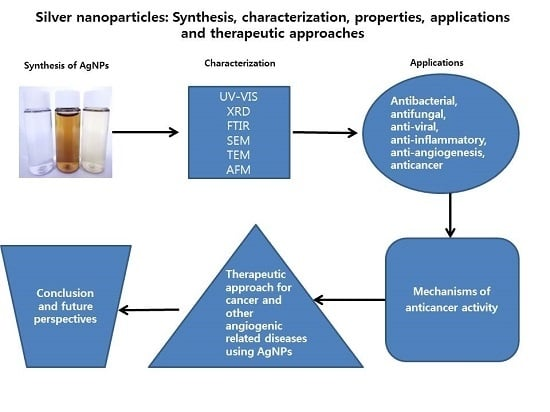 Silver nanoparticles: Synthesis, characterization, properties, applications
and therapeutic approaches
Synthesis of AgNPs
Characterization
Applications
UV-VIS
XRD
FTIR
SEM
TEM
AFM
Antibacterial,
antifungal,
anti-viral,
anti-inflammatory,
anti-angiogenesis,
anticancer
Mechanisms of
anticancer activity
Therapeutic
approach for
cancer and
other
angiogenic
related diseases
using AgNPs
Conclusion
and future
perspectives